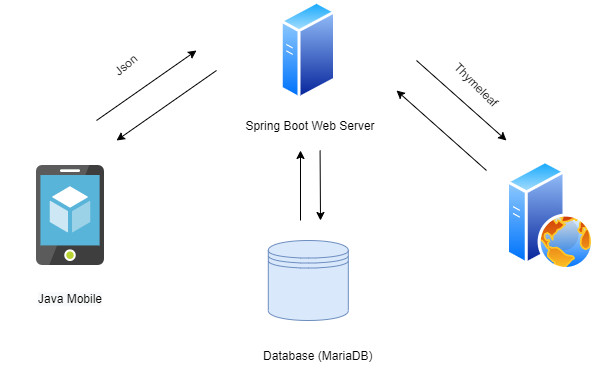 Json
Thymeleaf
Spring Boot Web Server
Java Mobile
Database (MariaDB)